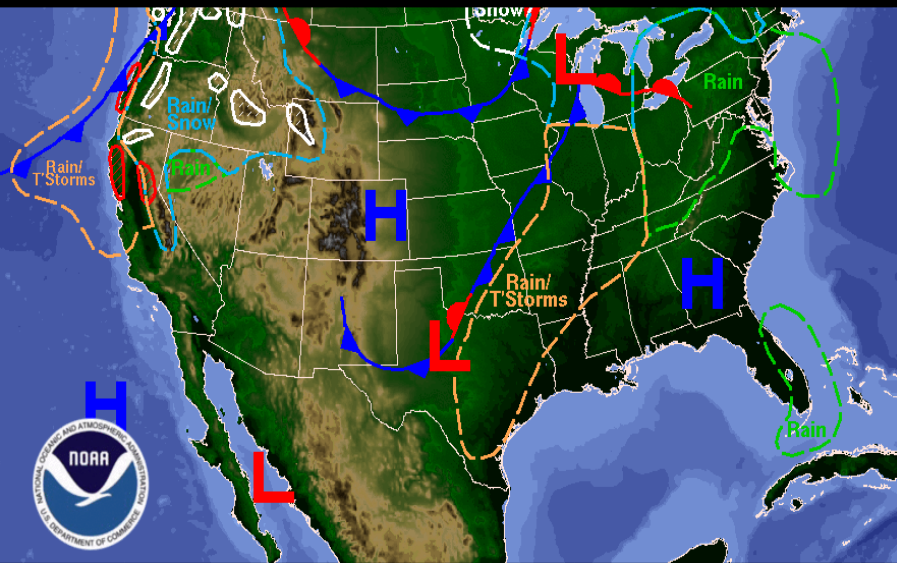 Snow
L
Rain
Rain/
Snow
Rain/
T'Storms
Rain
H
Rain/
T'Storms
H
L
H
L
Rain
NATIONAL OCEANIC AND ATMOSPHERIC ADMINISTRATION
NOAA
U.S. DEPARTMENT OF COMMERCE